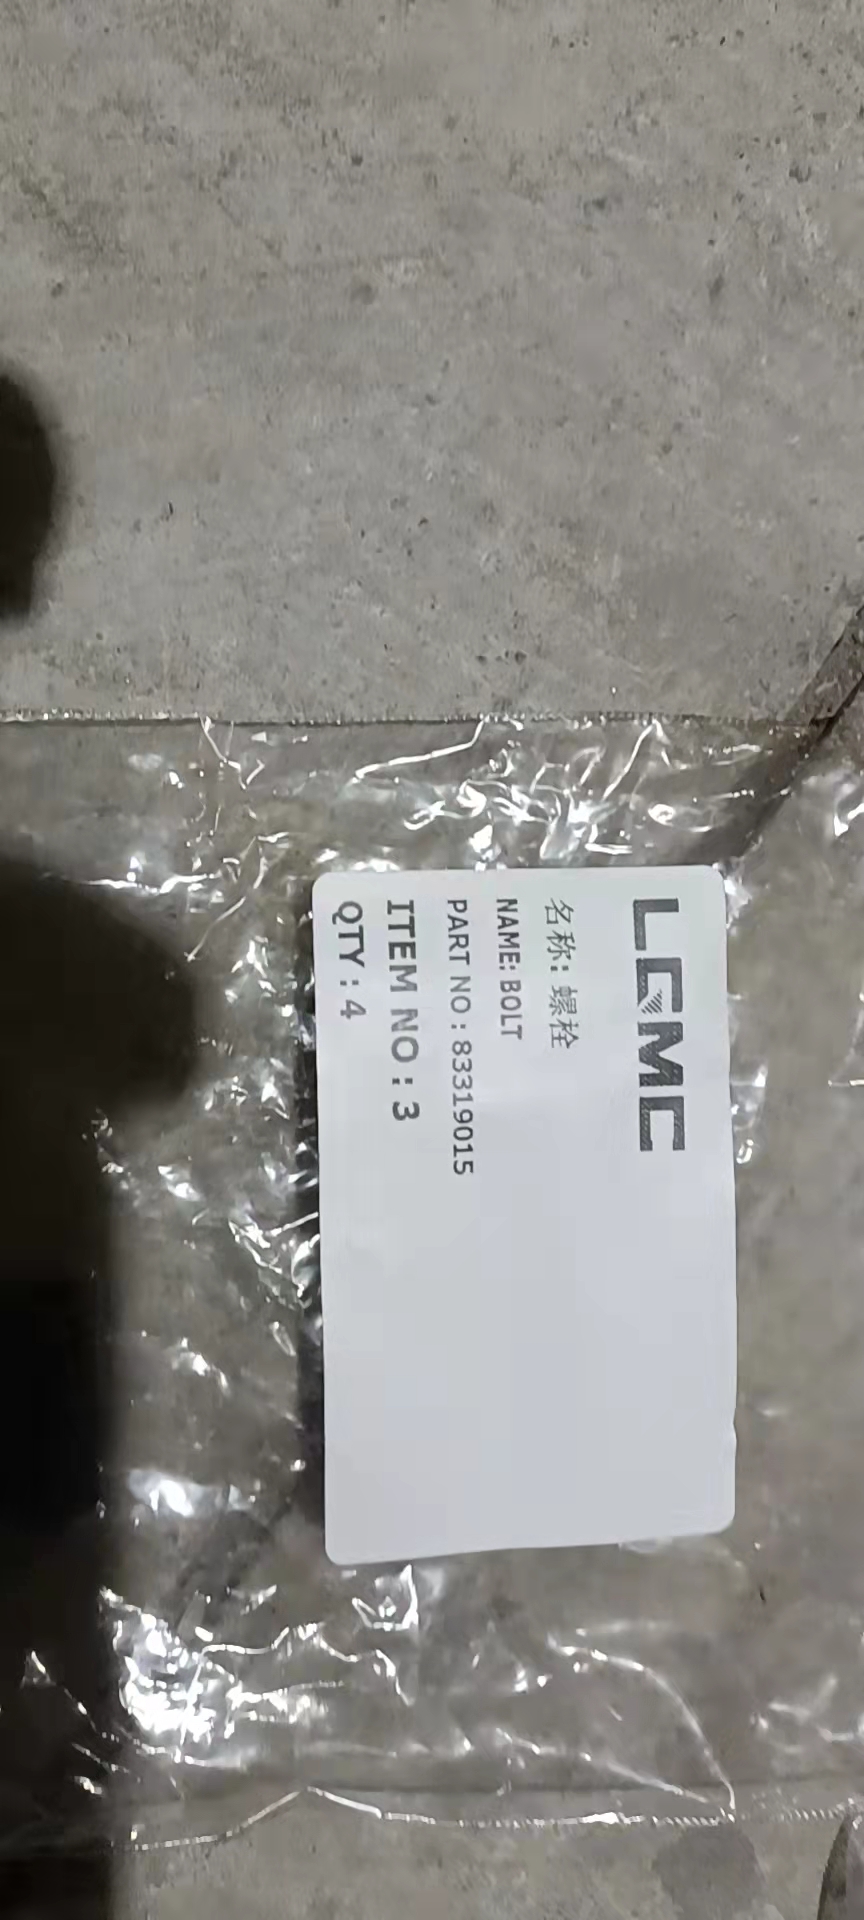 LGMC
名称: 螺栓
NAME: BOLT
PART NO : 83319015
ITEM NO : 3
QTY : 4